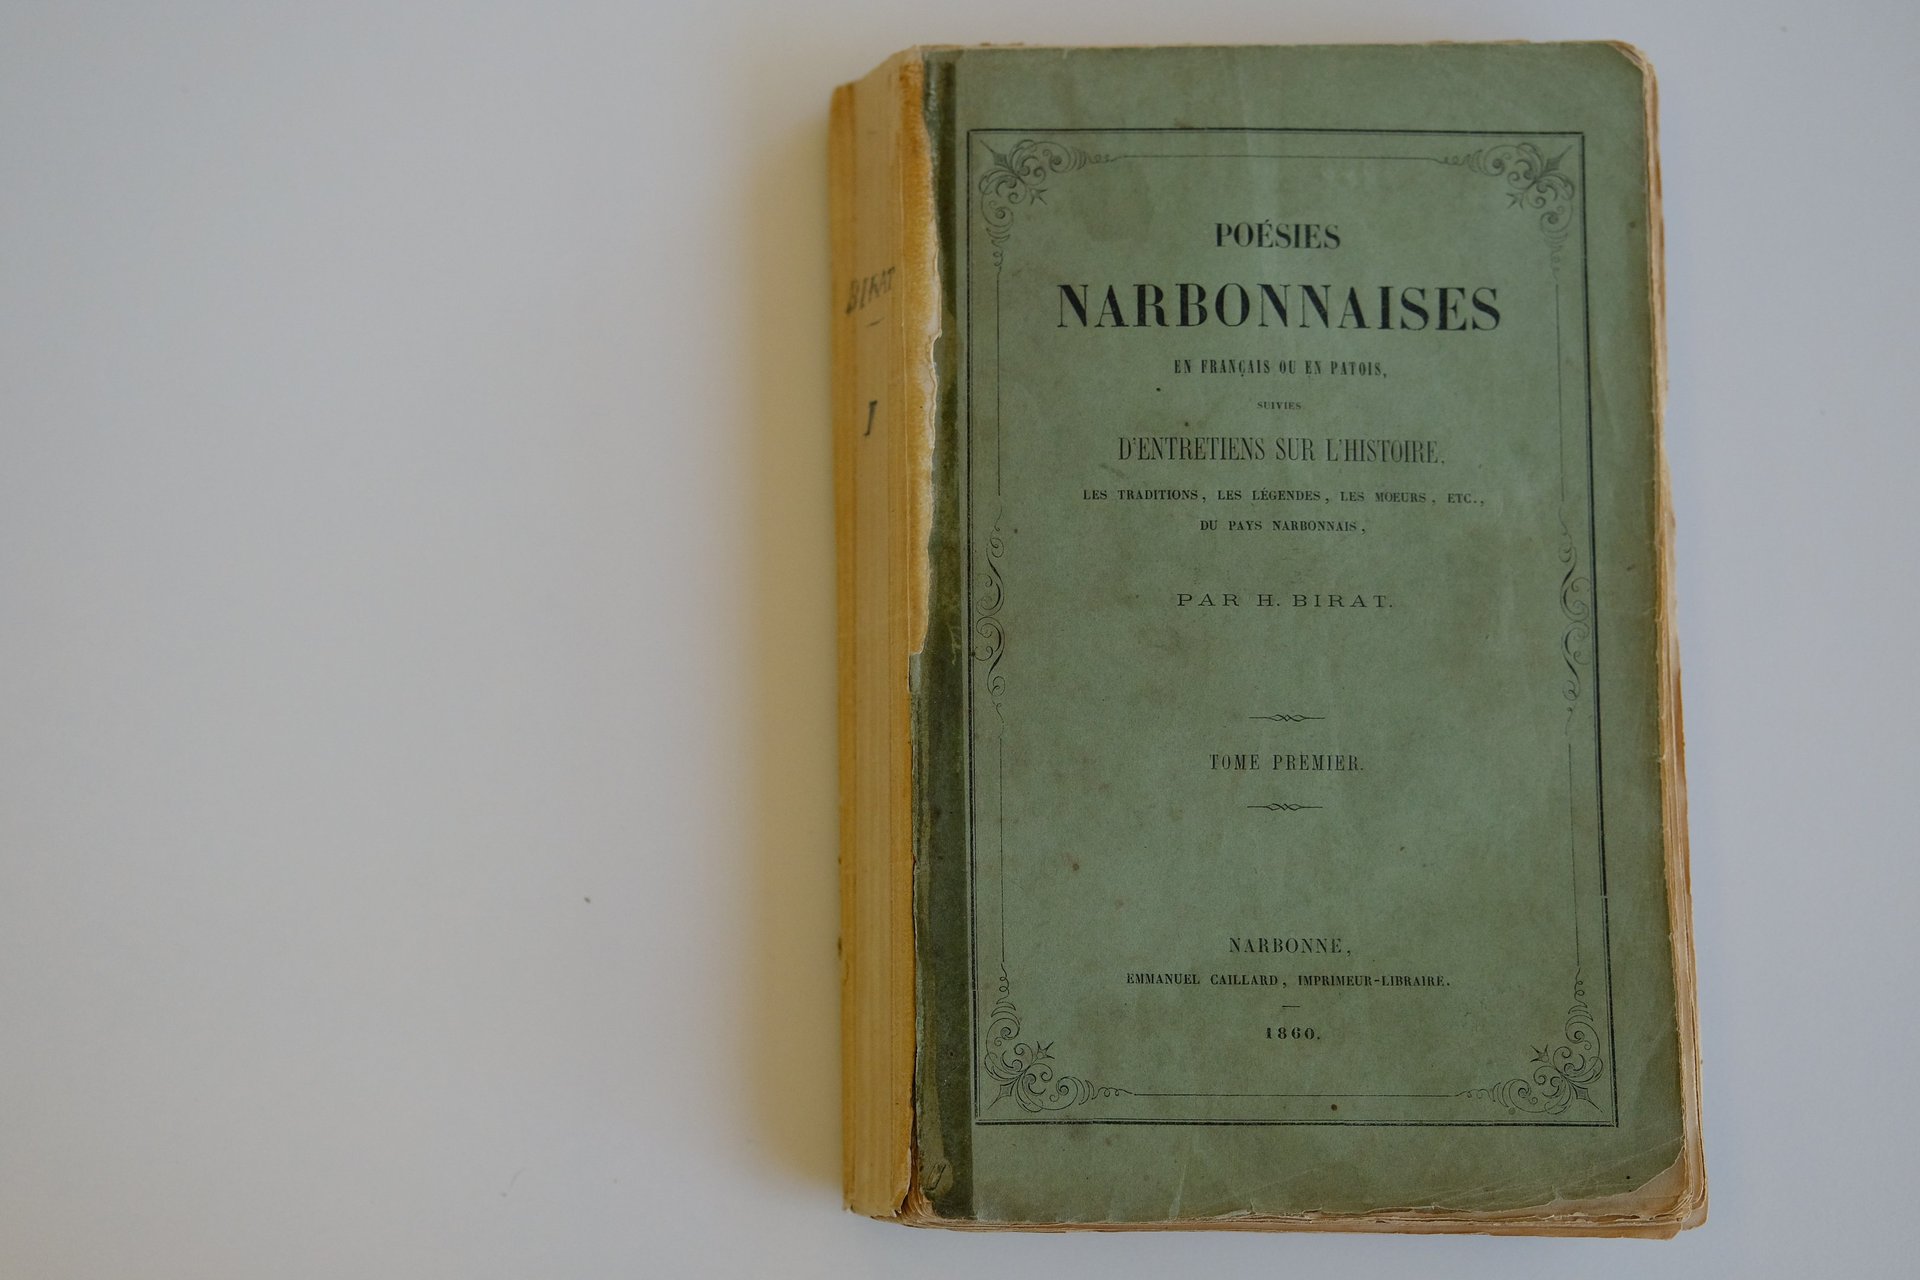 BIRAT
I
POÉSIES
NARBONNAISES
EN FRANÇAIS OU EN PATOIS,
SUIVIES
D'ENTRETIENS SUR L'HISTOIRE,
LES TRADITIONS, LES LÉGENDES, LES MOEURS, ETC.,
DU PAYS NARBONNAIS,
PAR H. BIRAT.
TOME PREMIER.
NARBONNE,
EMMANUEL CAILLARD, IMPRIMEUR-LIBRAIRE.
1860.